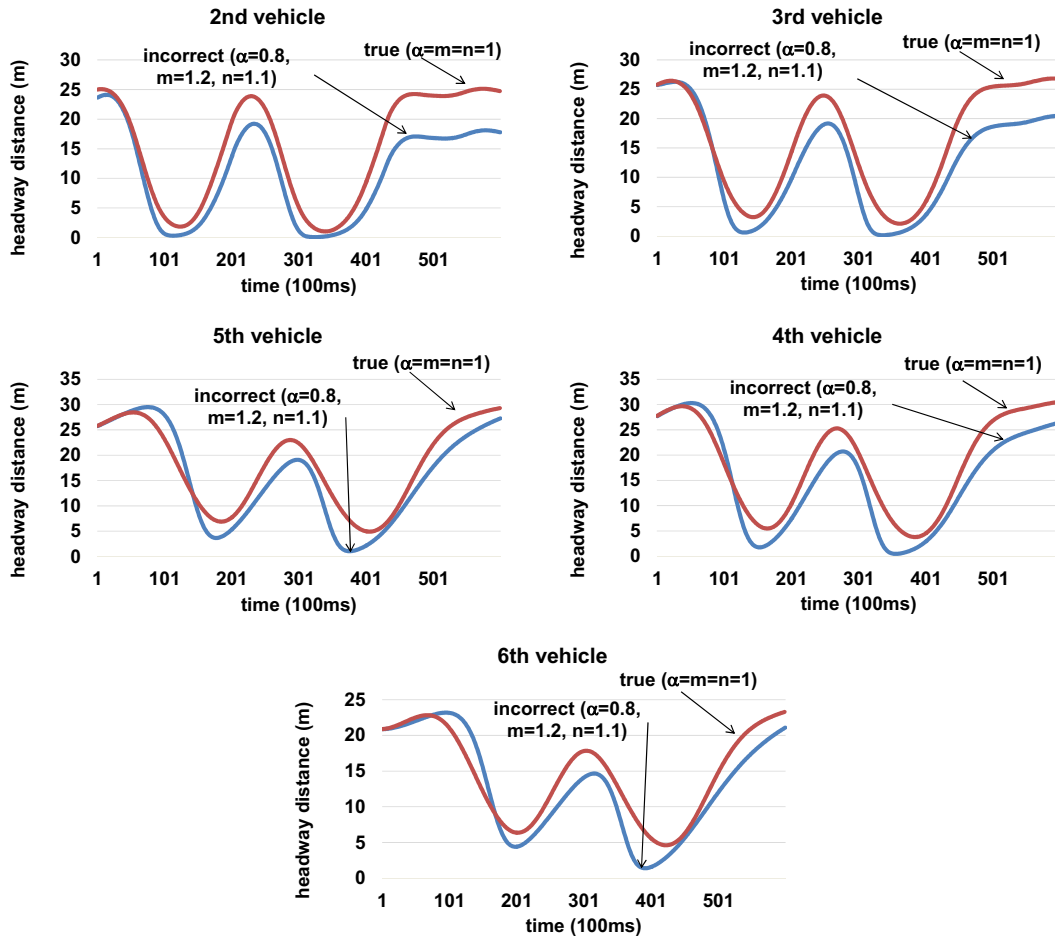 2nd vehicle
incorrect (α=0.8,
m=1.2, n=1.1)
true (α=m=n=1)
headway distance (m)
30
25
20
15
10
5
0
1 101 201 301 401 501
time (100ms)
3rd vehicle
incorrect (α=0.8,
m=1.2, n=1.1)
true (α=m=n=1)
headway distance (m)
30
25
20
15
10
5
0
1 101 201 301 401 501
time (100ms)
5th vehicle
true (α=m=n=1)
incorrect (α=0.8,
m=1.2, n=1.1)
headway distance (m)
35
30
25
20
15
10
5
0
1 101 201 301 401 501
time (100ms)
4th vehicle
true (α=m=n=1)
incorrect (α=0.8,
m=1.2, n=1.1)
headway distance (m)
35
30
25
20
15
10
5
0
1 101 201 301 401 501
time (100ms)
6th vehicle
true (α=m=n=1)
incorrect (α=0.8,
m=1.2, n=1.1)
headway distance (m)
25
20
15
10
5
0
1 101 201 301 401 501
time (100ms)